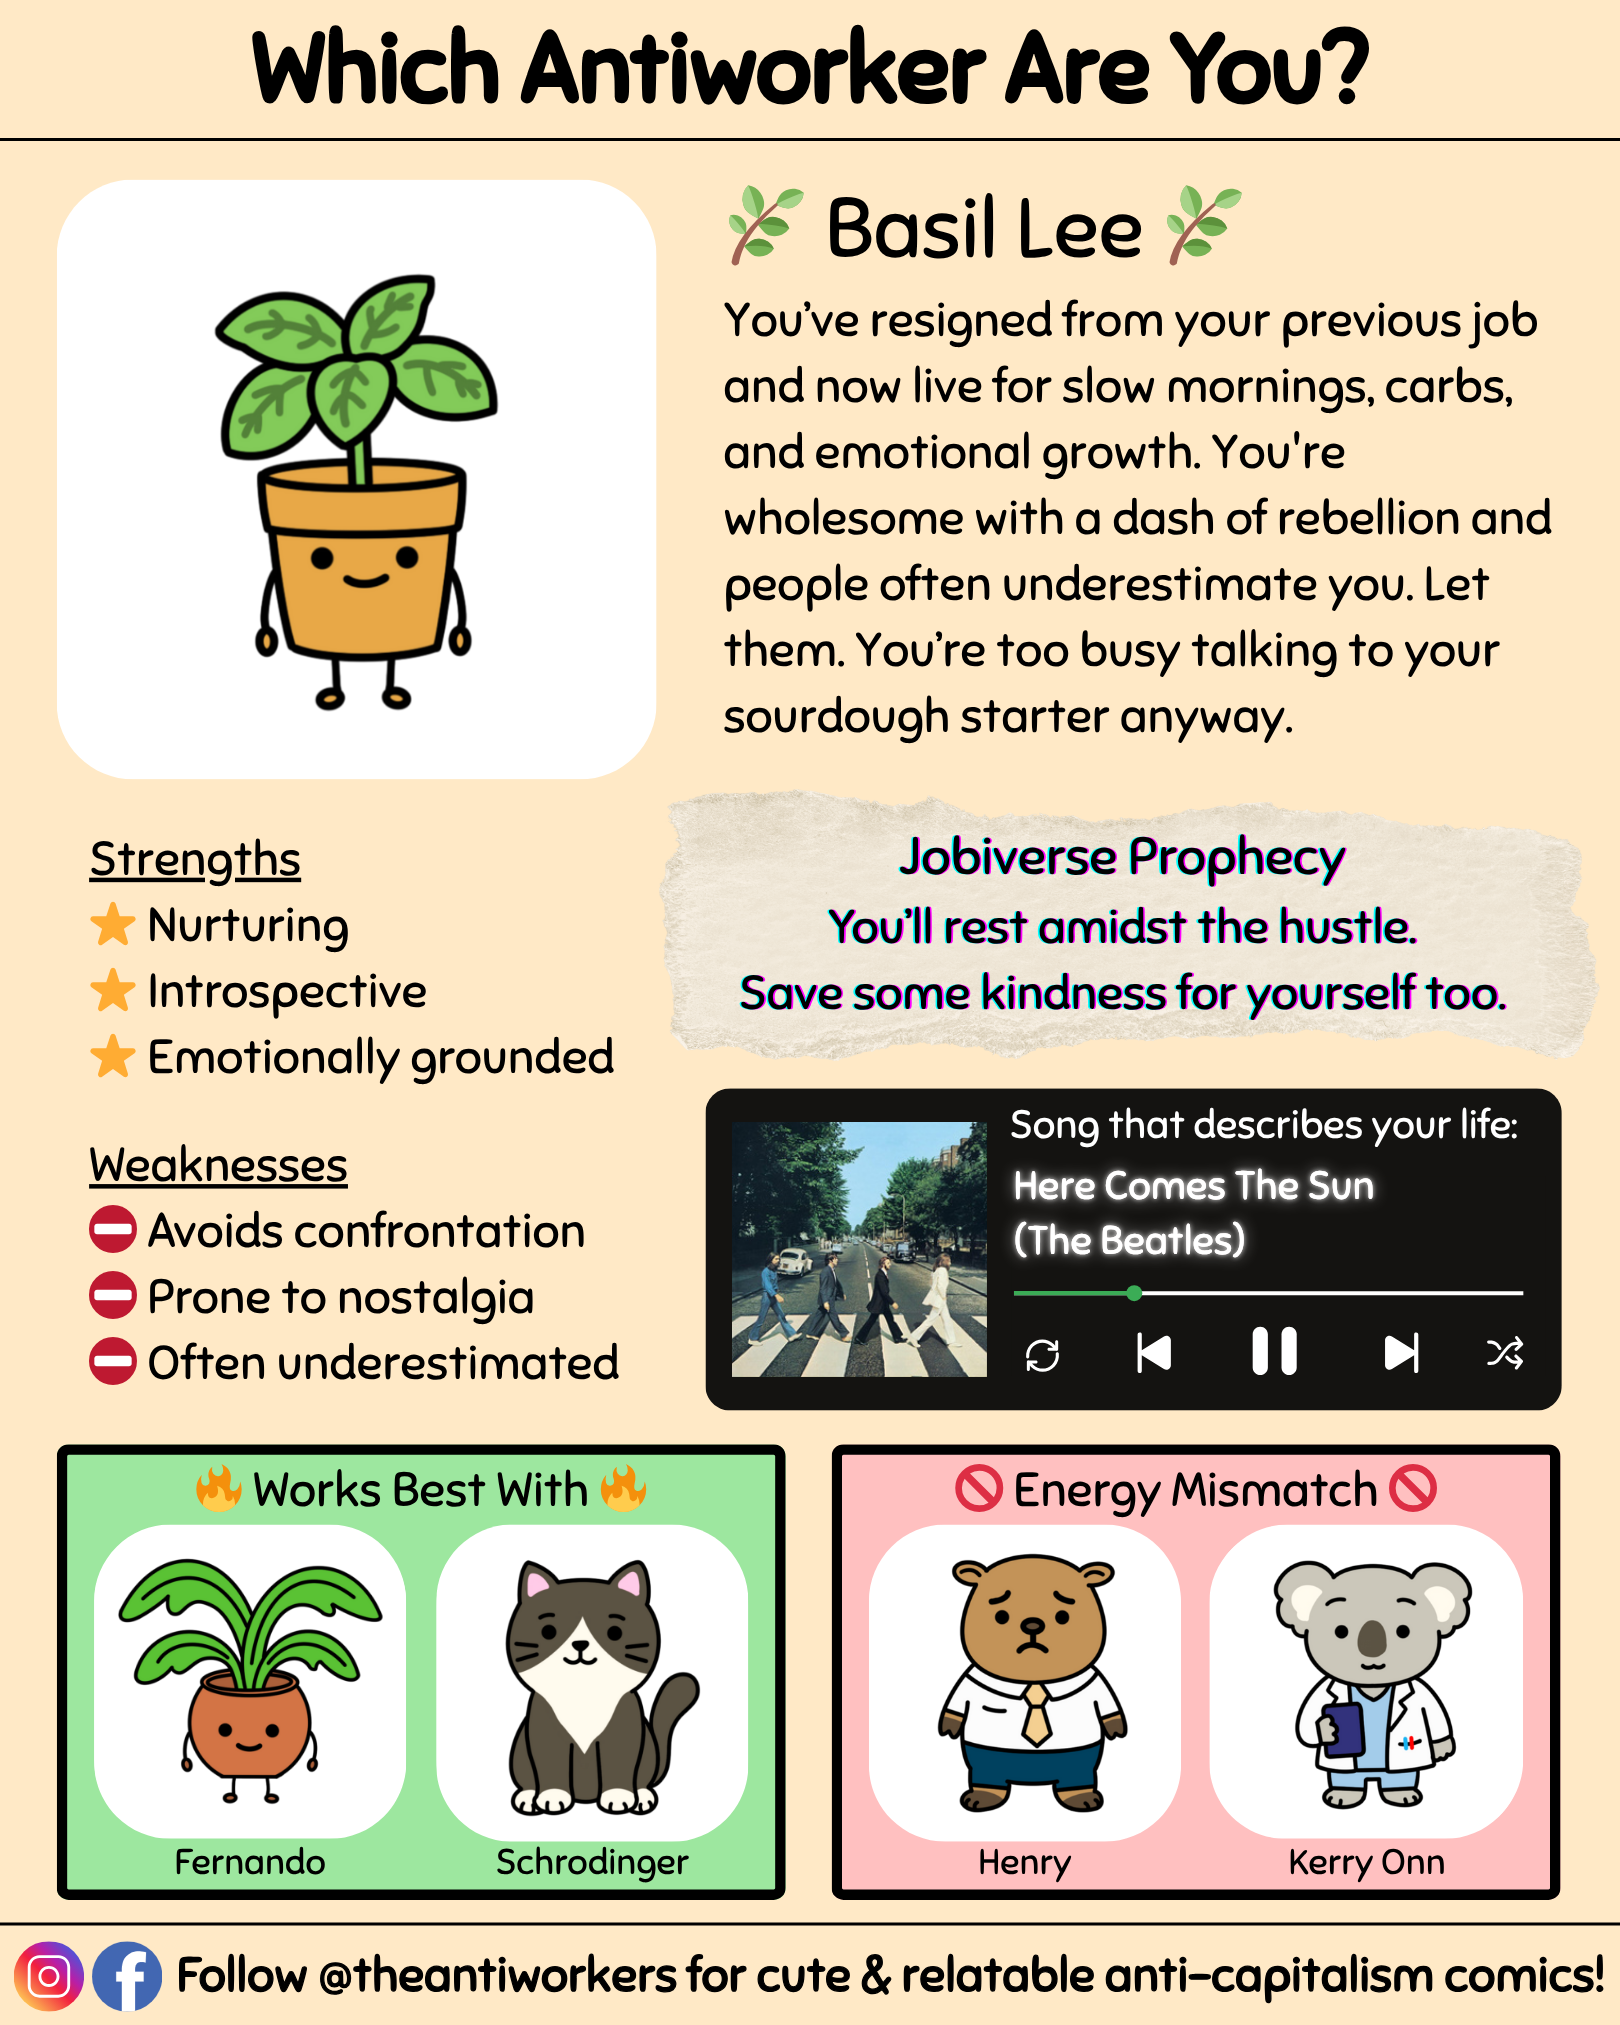 Which Antiworker Are You?
Basil Lee
You’ve resigned from your previous job
and now live for slow mornings, carbs,
and emotional growth. You're
wholesome with a dash of rebellion and
people often underestimate you. Let
them. You’re too busy talking to your
sourdough starter anyway.
Strengths
Nurturing
Introspective
Emotionally grounded
Weaknesses
Avoids confrontation
Prone to nostalgia
Often underestimated
Jobiverse Prophecy
You’ll rest amidst the hustle.
Save some kindness for yourself too.
Song that describes your life:
Here Comes The Sun
(The Beatles)
Works Best With
Fernando
Schrodinger
Energy Mismatch
Henry
Kerry Onn
Follow @theantiworkers for cute & relatable anti-capitalism comics!